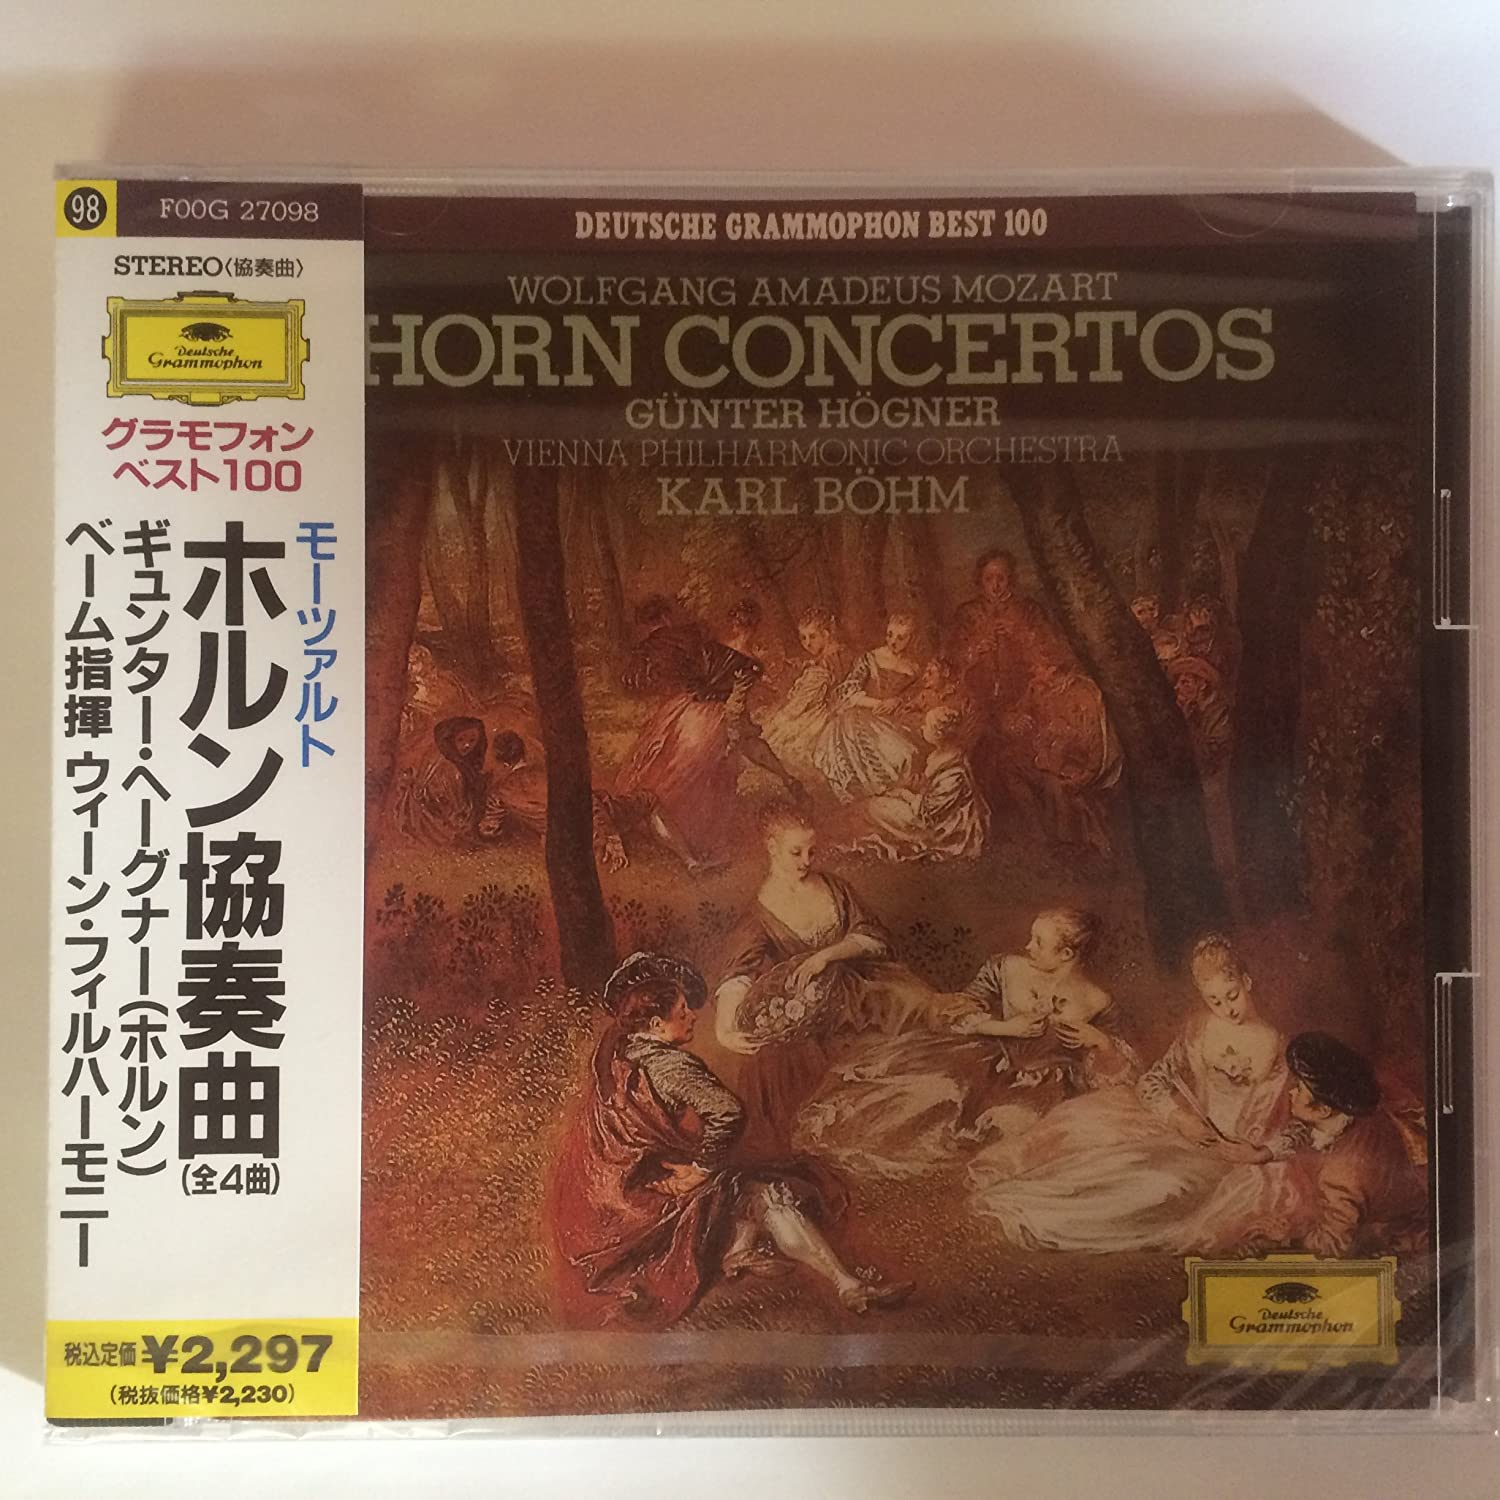 98
F00G 27098
STEREO〈協奏曲〉
Deutsche
Grammophon
グラモフォン
ベスト100
モーツァルト
ホルン協奏曲
(全4曲)
ギュンター・ヘーグナー(ホルン)
ベーム指揮 ウィーン・フィルハーモニー
税込定価¥2,297
(税抜価格¥2,230)
DEUTSCHE GRAMMOPHON BEST 100
WOLFGANG AMADEUS MOZART
HORN CONCERTOS
GÜNTER HÖGNER
VIENNA PHILHARMONIC ORCHESTRA
KARL BÖHM
Deutsche
Grammophon